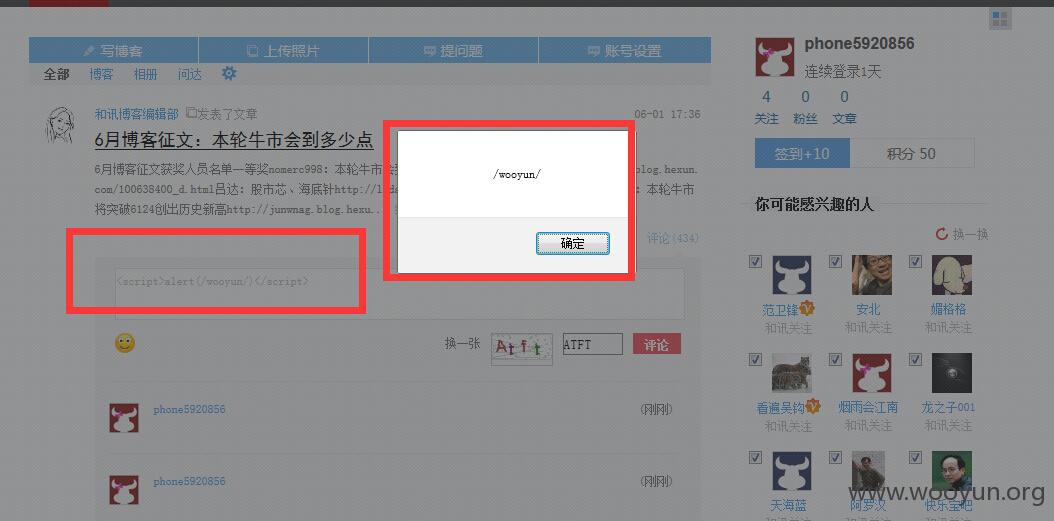 写博客 上传照片 提问题 账号设置
全部 博客 相册 问达
和讯博客编辑部 发表了文章 06-01 17:36
6月博客征文：本轮牛市会到多少点
6月博客征文获奖人员名单一等奖nomerc998：本轮牛市会到 blog.hexun.
com/100638400_d.html吕达：股市芯、海底针http://l ：本轮牛市
将突破6124创出历史新高http://junwnag.blog.hexu..
评论(434)
<script>alert(/wooyun/)</script>
换一张 Atft ATFT 评论
phone5920856 (刚刚)
phone5920856 (刚刚)
/wooyun/
确定
phone5920856
连续登录1天
4 0 0
关注 粉丝 文章
签到+10 积分 50
你可能感兴趣的人
换一换
范卫锋 安北 媚格格
和讯关注 和讯关注 和讯关注
看遍吴钩 烟雨会江南 龙之子001
和讯关注 和讯关注 和讯关注
天海蓝 阿罗汉 快乐宝吧
www.wooyun.org